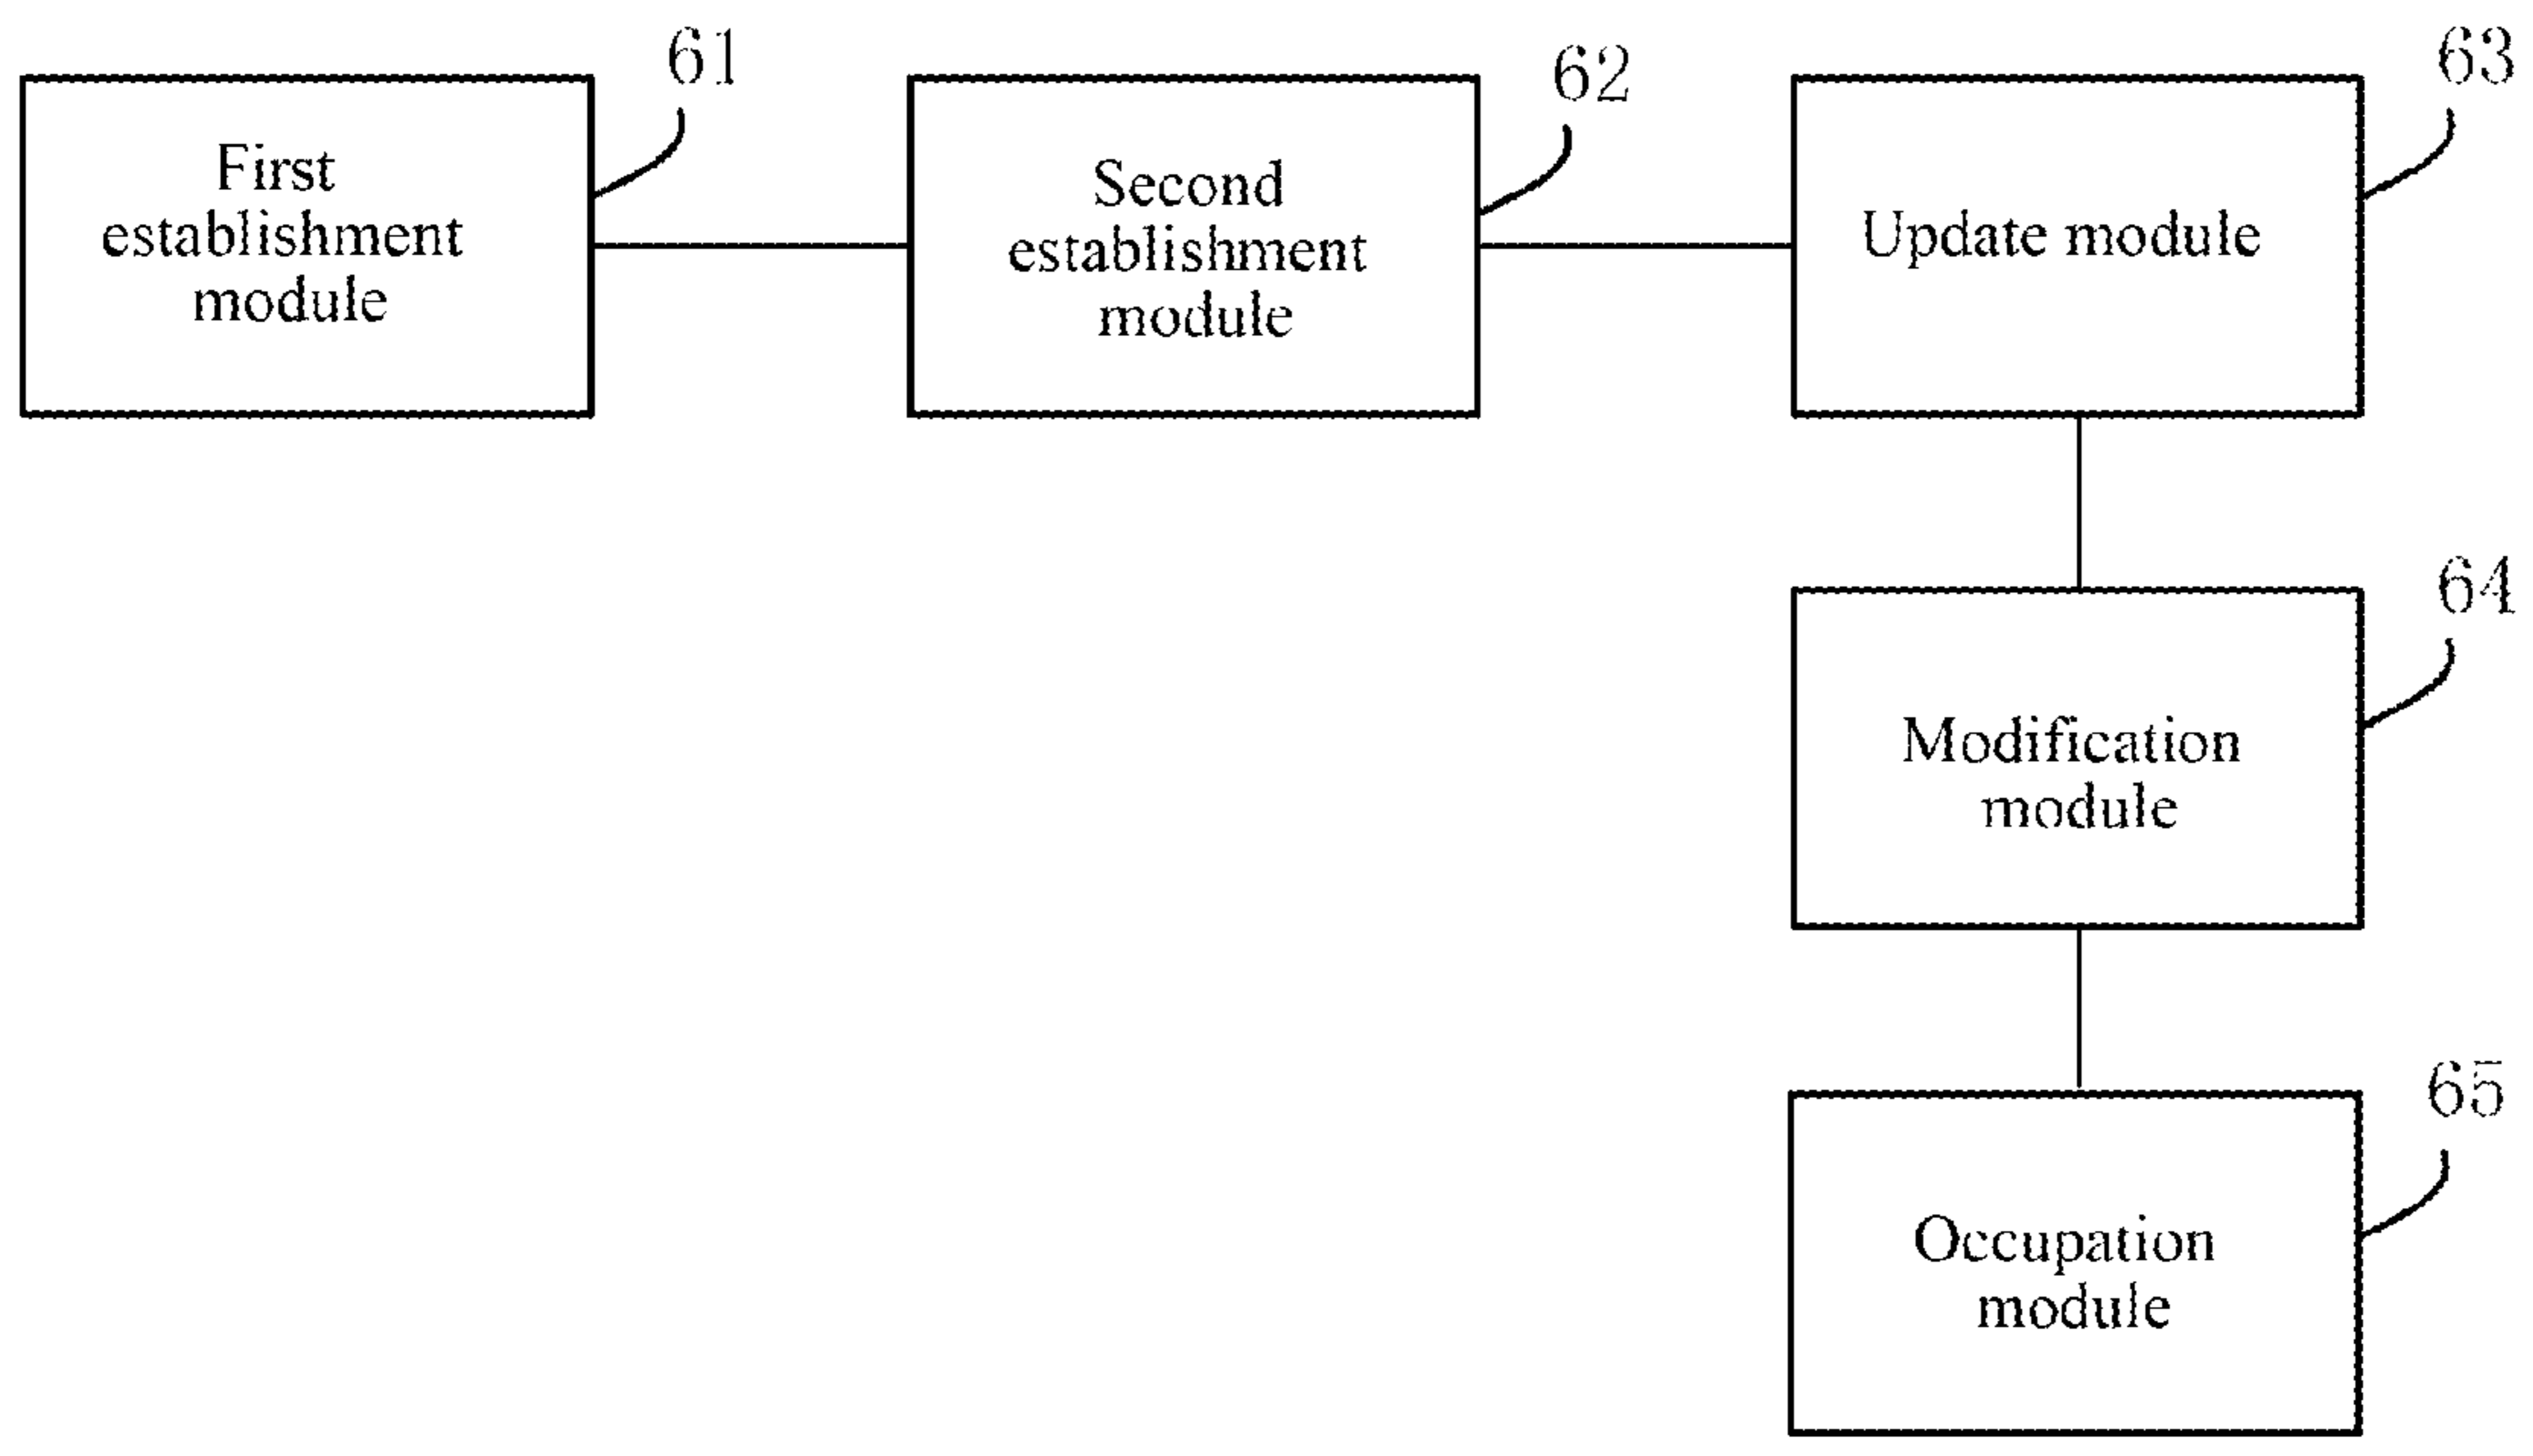 61
First
establishment
module
62
Second
establishment
module
63
Update module
64
Modification
module
65
Occupation
module